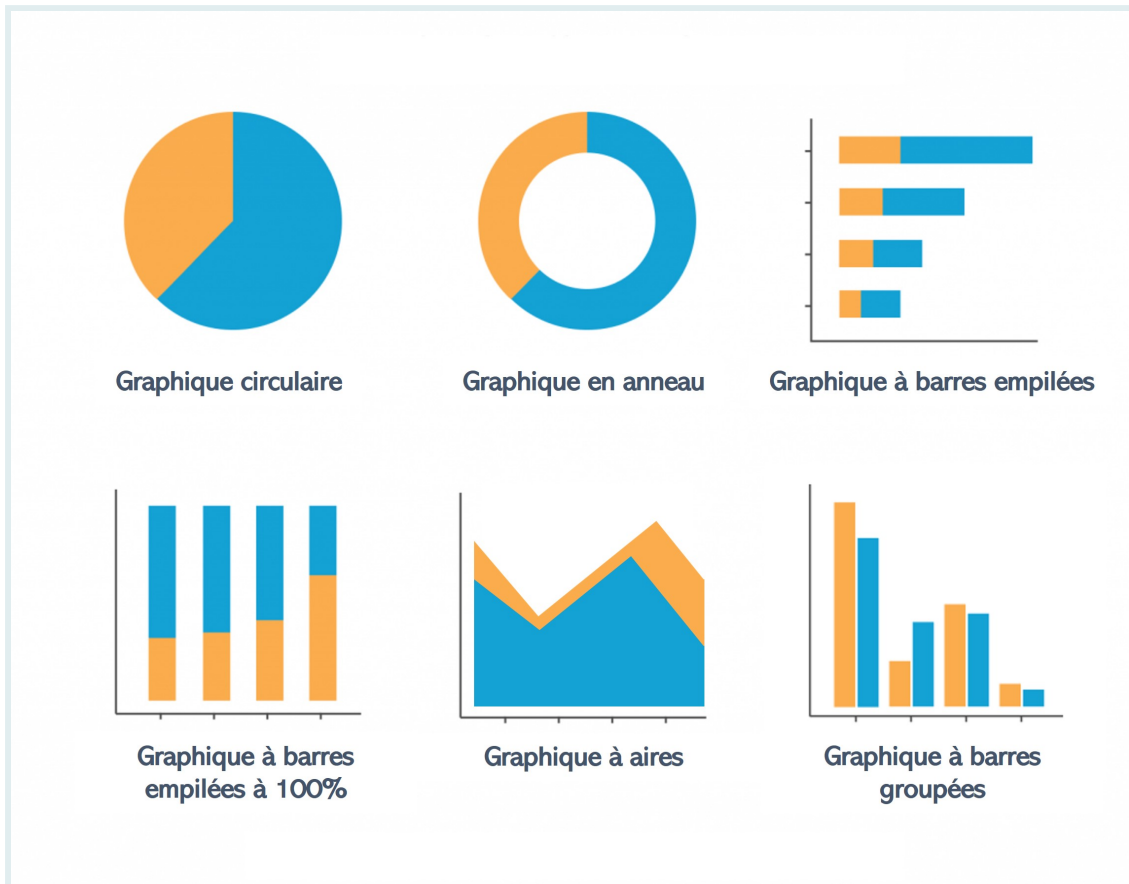 Graphique circulaire
Graphique en anneau
Graphique à barres empilées
Graphique à barres
empilées à 100%
Graphique à aires
Graphique à barres
groupées